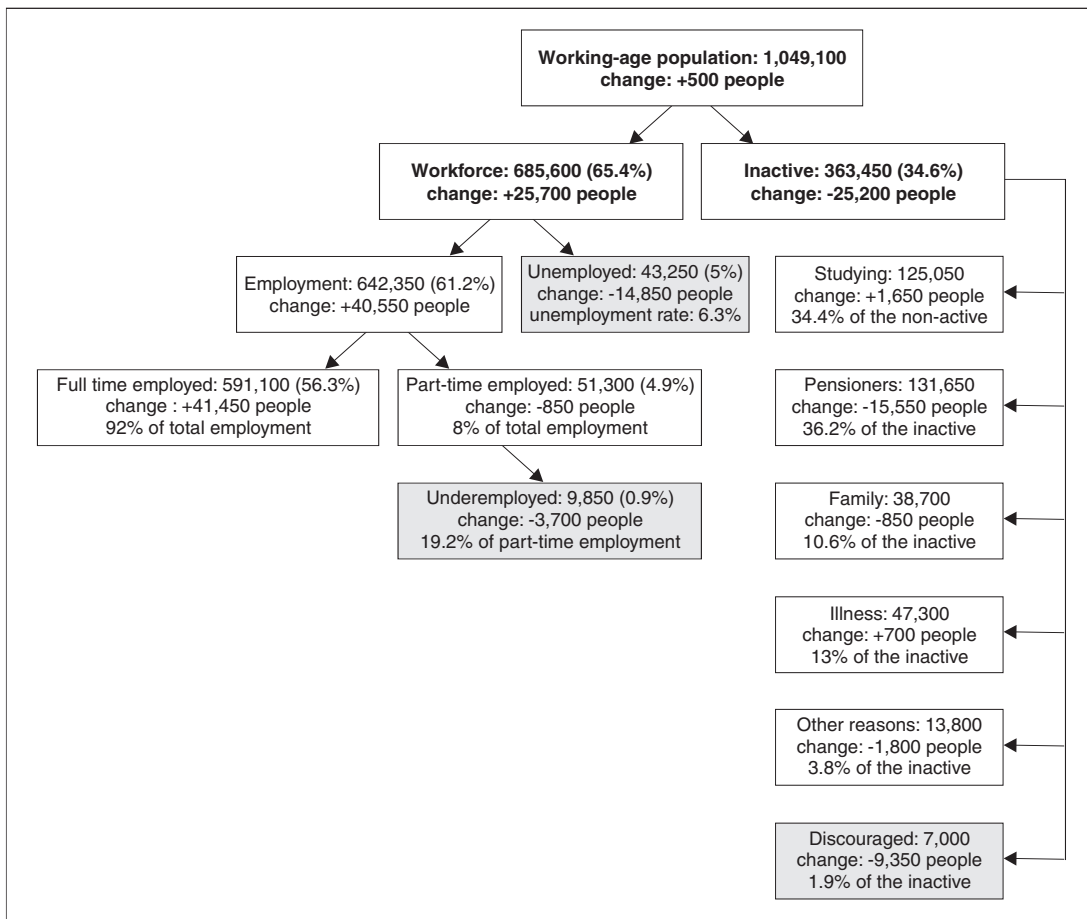 Working-age population: 1,049,100
change: +500 people
Workforce: 685,600 (65.4%)
change: +25,700 people
Inactive: 363,450 (34.6%)
change: -25,200 people
Employment: 642,350 (61.2%)
change: +40,550 people
Unemployed: 43,250 (5%)
change: -14,850 people
unemployment rate: 6.3%
Full time employed: 591,100 (56.3%)
change : +41,450 people
92% of total employment
Part-time employed: 51,300 (4.9%)
change: -850 people
8% of total employment
Underemployed: 9,850 (0.9%)
change: -3,700 people
19.2% of part-time employment
Studying: 125,050
change: +1,650 people
34.4% of the non-active
Pensioners: 131,650
change: -15,550 people
36.2% of the inactive
Family: 38,700
change: -850 people
10.6% of the inactive
Illness: 47,300
change: +700 people
13% of the inactive
Other reasons: 13,800
change: -1,800 people
3.8% of the inactive
Discouraged: 7,000
change: -9,350 people
1.9% of the inactive